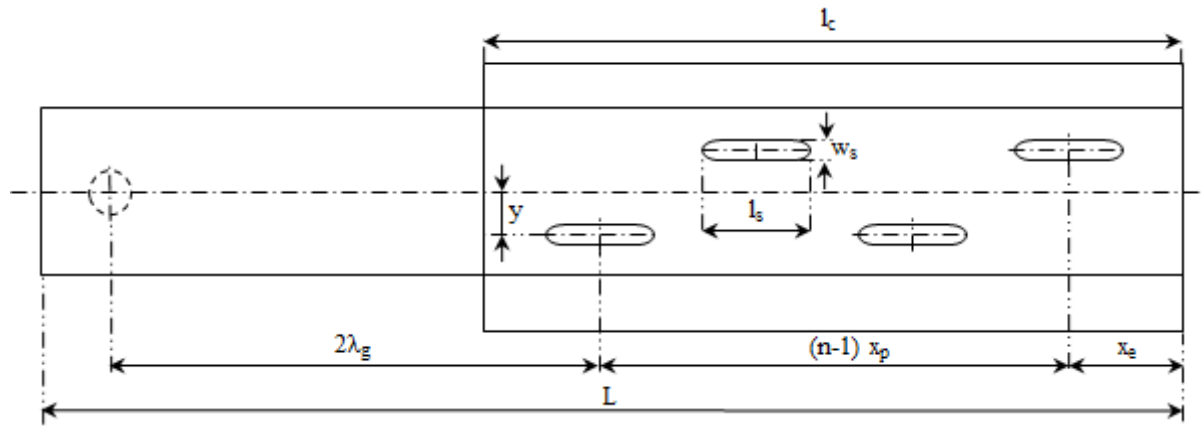 l_c
w_s
y
l_s
2λ_g
(n-1) x_p
x_e
L